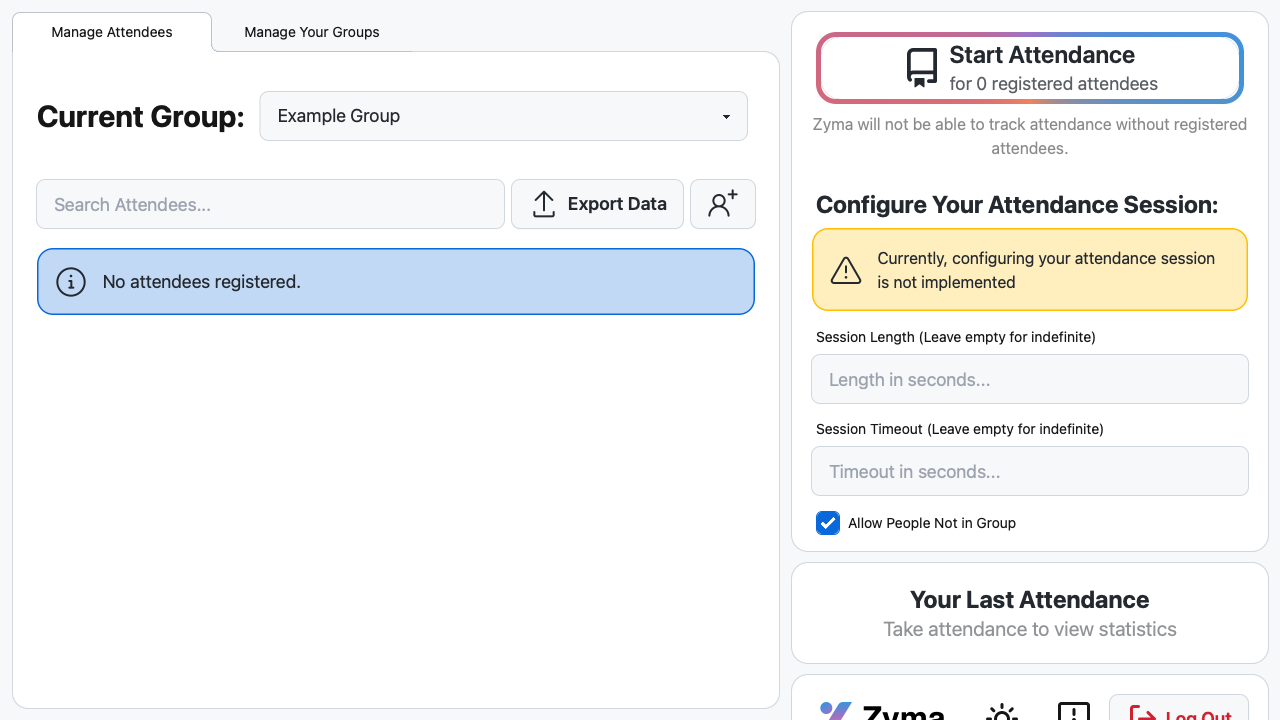 Manage Attendees
Manage Your Groups
Current Group:
Example Group
Search Attendees...
Export Data
No attendees registered.
Start Attendance
for 0 registered attendees
Zyma will not be able to track attendance without registered
attendees.
Configure Your Attendance Session:
Currently, configuring your attendance session
is not implemented
Session Length (Leave empty for indefinite)
Length in seconds...
Session Timeout (Leave empty for indefinite)
Timeout in seconds...
Allow People Not in Group
Your Last Attendance
Take attendance to view statistics
Zyma
Log Out